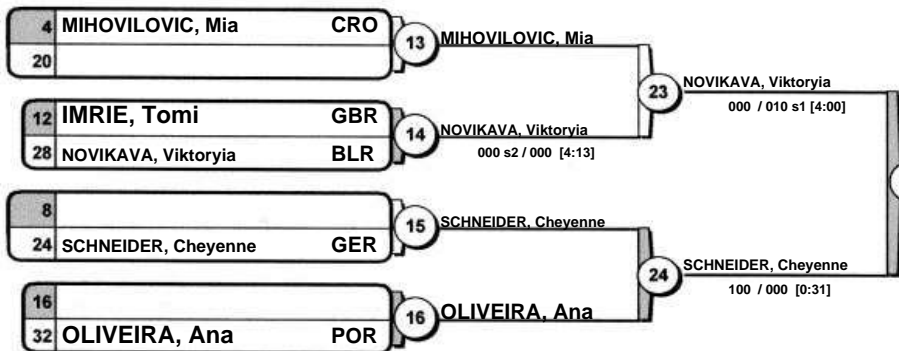 4 MIHOVILOVIC, Mia CRO
20
13 MIHOVILOVIC, Mia
12 IMRIE, Tomi GBR
28 NOVIKAVA, Viktoryia BLR
14 NOVIKAVA, Viktoryia
000 s2 / 000 [4:13]
23 NOVIKAVA, Viktoryia
000 / 010 s1 [4:00]
8
24 SCHNEIDER, Cheyenne GER
15 SCHNEIDER, Cheyenne
16
32 OLIVEIRA, Ana POR
16 OLIVEIRA, Ana
24 SCHNEIDER, Cheyenne
100 / 000 [0:31]